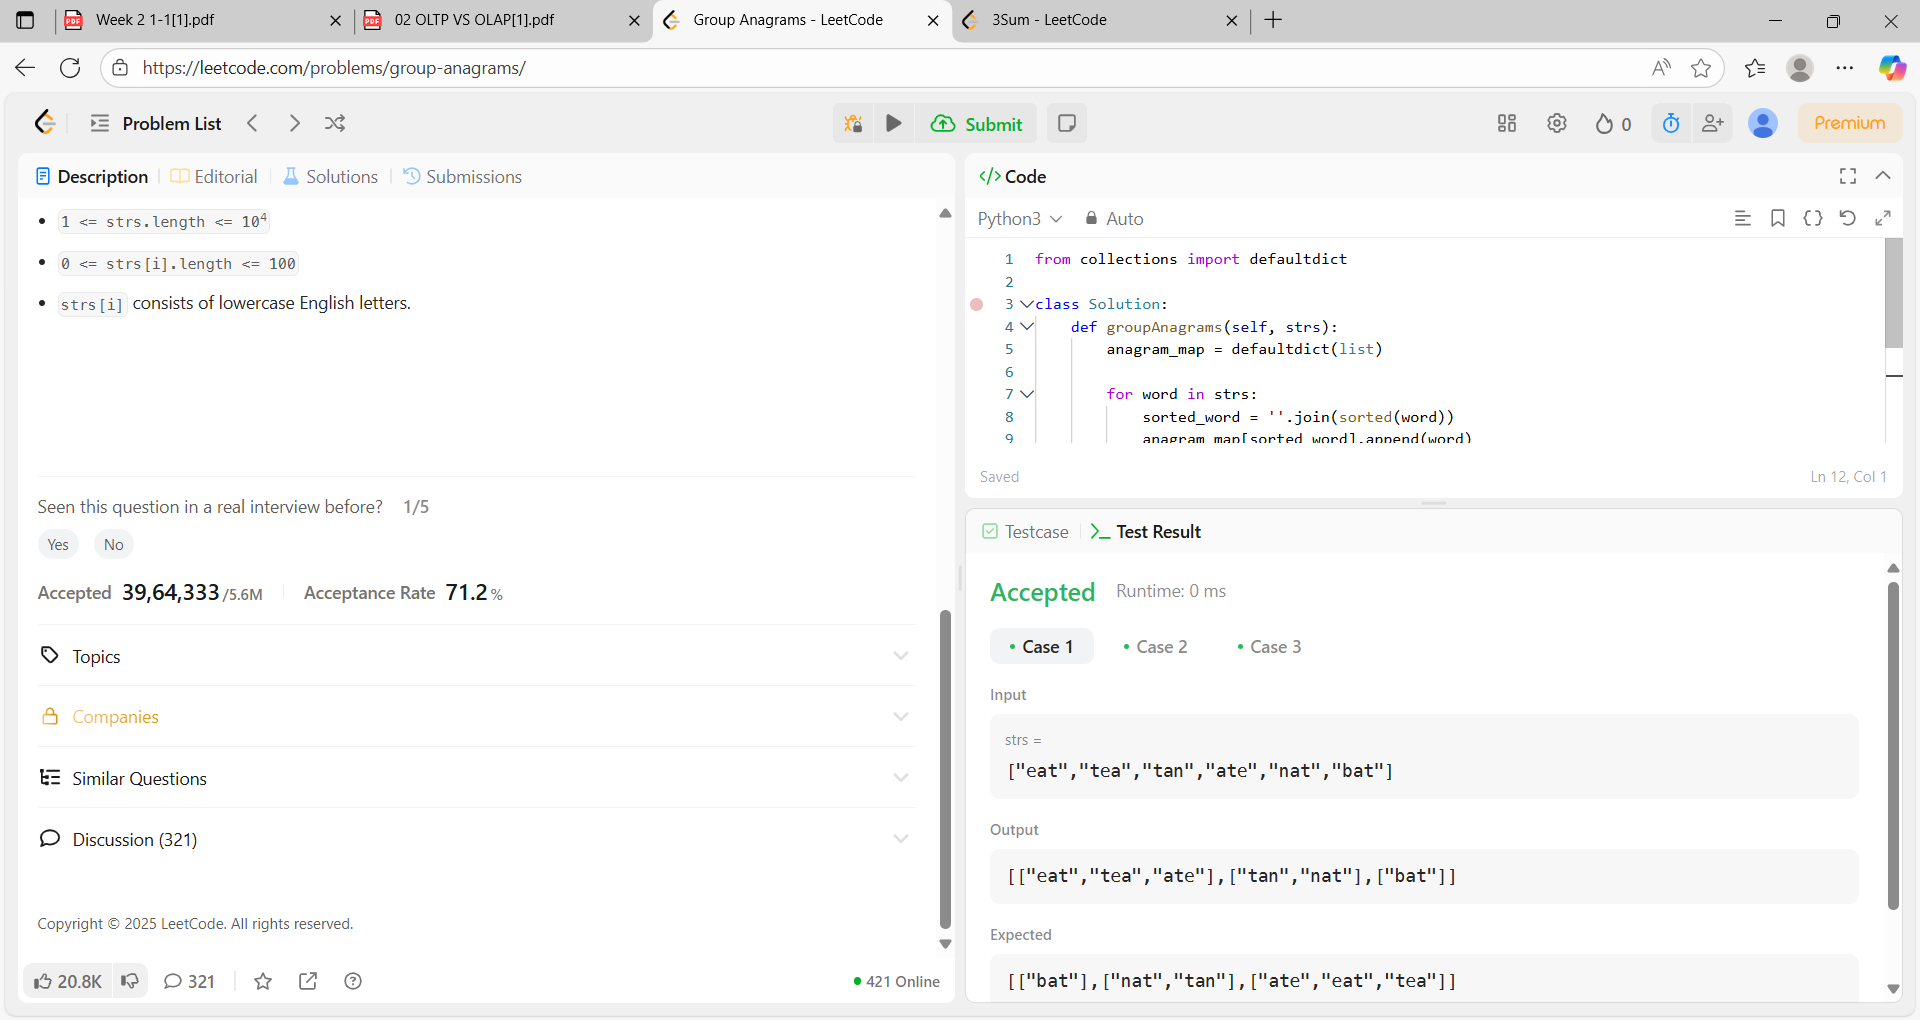 Week 2 1-1[1].pdf
02 OLTP VS OLAP[1].pdf
Group Anagrams - LeetCode
3Sum - LeetCode
https://leetcode.com/problems/group-anagrams/
Problem List
Submit
0
Premium
Description
Editorial
Solutions
Submissions
1 <= strs.length <= 10⁴
0 <= strs[i].length <= 100
strs[i] consists of lowercase English letters.
Seen this question in a real interview before? 1/5
Yes No
Accepted 39,64,333/5.6M Acceptance Rate 71.2%
Topics
Companies
Similar Questions
Discussion (321)
Copyright © 2025 LeetCode. All rights reserved.
20.8K 321
421 Online
</> Code
Python3 Auto
1 from collections import defaultdict
2
3 class Solution:
4 def groupAnagrams(self, strs):
5 anagram_map = defaultdict(list)
6
7 for word in strs:
8 sorted_word = ''.join(sorted(word))
9 anagram_map[sorted_word].append(word)
Saved Ln 12, Col 1
Testcase
Test Result
Accepted Runtime: 0 ms
Case 1
Case 2
Case 3
Input
strs =
["eat","tea","tan","ate","nat","bat"]
Output
[["eat","tea","ate"],["tan","nat"],["bat"]]
Expected
[["bat"],["nat","tan"],["ate","eat","tea"]]